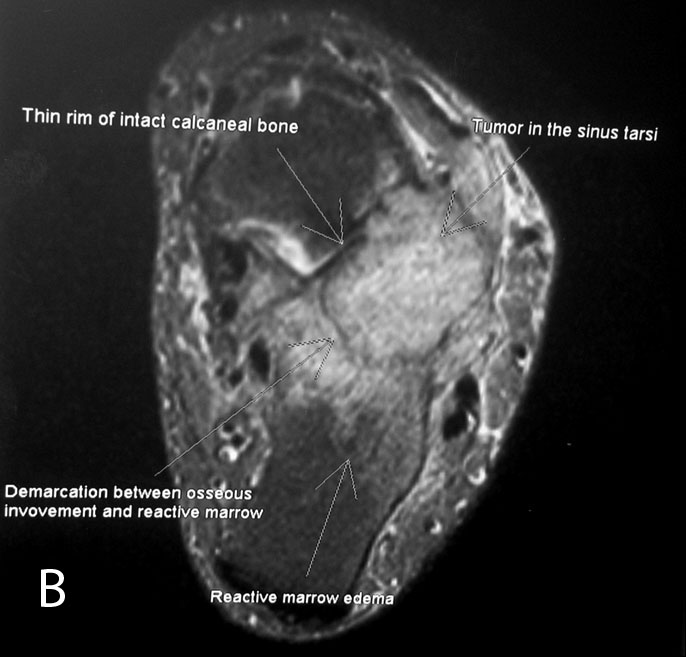 Thin rim of intact calcaneal bone
Tumor in the sinus tarsi
Demarcation between osseous
invovement and reactive marrow
Reactive marrow edema
B